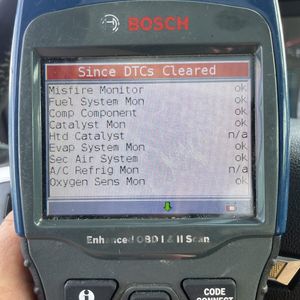 BOSCH
Since DTCs Cleared
Misfire Monitor ok
Fuel System Mon ok
Comp Component ok
Catalyst Mon ok
Htd Catalyst n/a
Evap System Mon ok
Sec Air System ok
A/C Refrig Mon n/a
Oxygen Sens Mon ok
Enhanced OBD I & II Scan
i
CODE
CONNECT